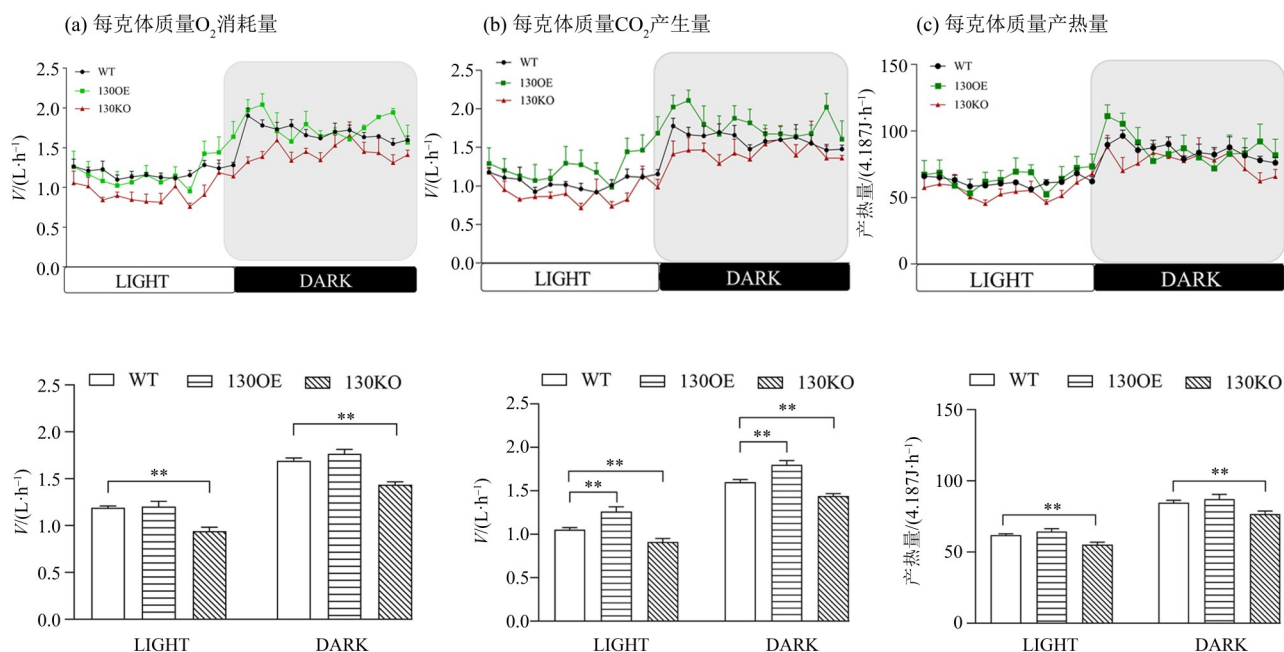 (a) 每克体质量O₂消耗量
2.5
2.0
1.5
1.0
0.5
0.0
V/(L·h⁻¹)
WT
130OE
130KO
LIGHT
DARK
(b) 每克体质量CO₂产生量
2.5
2.0
1.5
1.0
0.5
0.0
V/(L·h⁻¹)
WT
130OE
130KO
LIGHT
DARK
(c) 每克体质量产热量
150
100
50
0
产热量/(4.187J·h⁻¹)
WT
130OE
130KO
LIGHT
DARK
WT 130OE 130KO
2.5
2.0
1.5
1.0
0.5
0.0
V/(L·h⁻¹)
**
**
LIGHT
DARK
WT 130OE 130KO
2.5
2.0
1.5
1.0
0.5
0.0
V/(L·h⁻¹)
**
**
**
**
LIGHT
DARK
WT 130OE 130KO
150
100
50
0
产热量/(4.187J·h⁻¹)
**
**
LIGHT
DARK